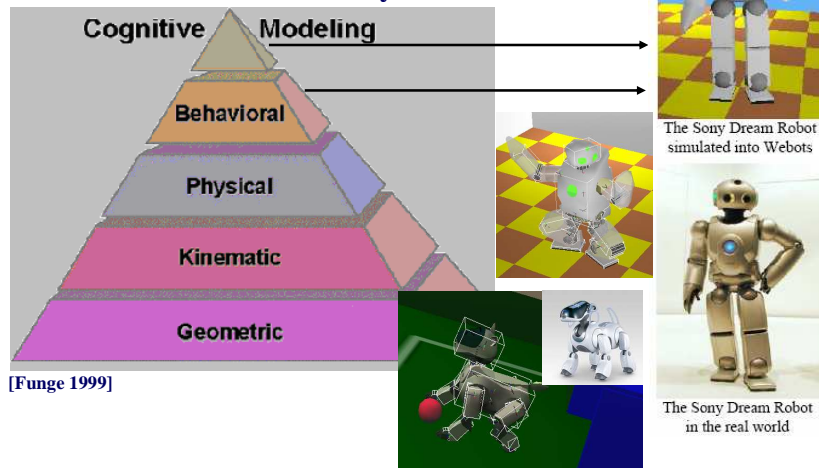 Cognitive Modeling
Behavioral
Physical
Kinematic
Geometric
[Funge 1999]
The Sony Dream Robot
simulated into Webots
The Sony Dream Robot
in the real world